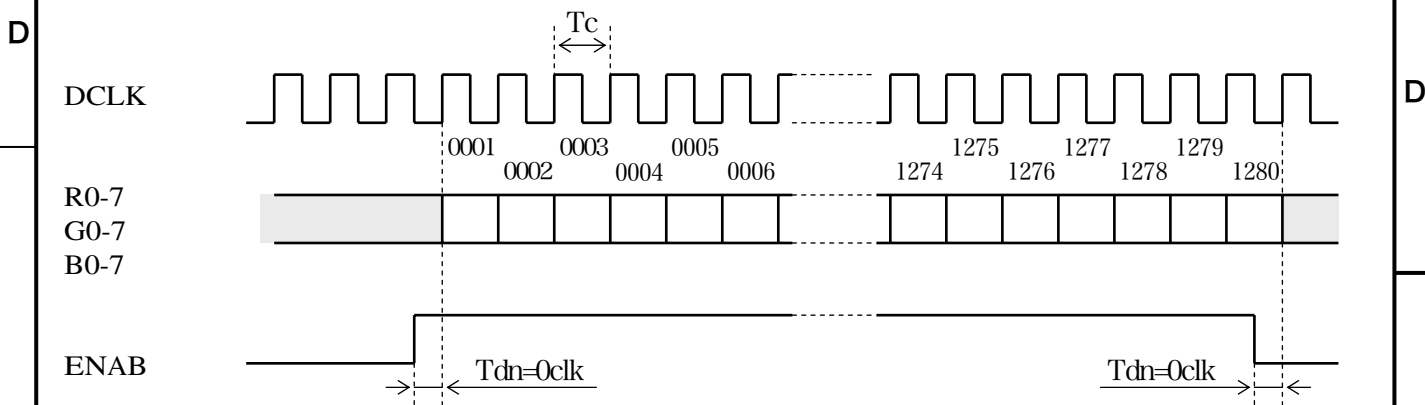 D
Tc
DCLK
D
0001 0003 0005 1275 1277 1279
0002 0004 0006 1274 1276 1278 1280
R0-7
G0-7
B0-7
ENAB
Tdn=0clk Tdn=0clk